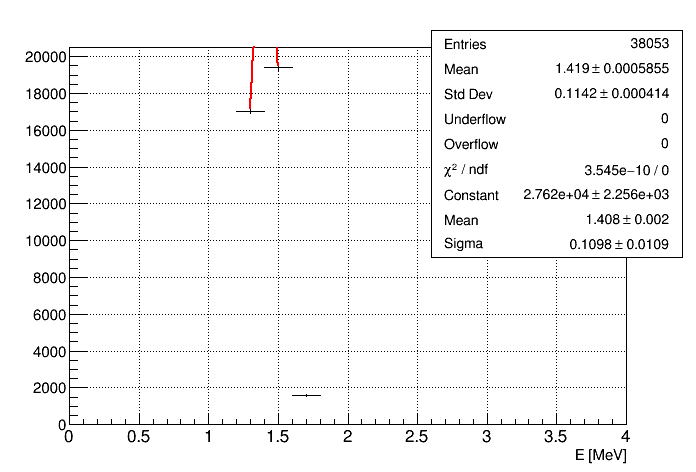 Entries 38053
Mean 1.419 ± 0.0005855
Std Dev 0.1142 ± 0.000414
Underflow 0
Overflow 0
χ² / ndf 3.545e−10 / 0
Constant 2.762e+04 ± 2.256e+03
Mean 1.408 ± 0.002
Sigma 0.1098 ± 0.0109
20000
18000
16000
14000
12000
10000
8000
6000
4000
2000
0
0 0.5 1 1.5 2 2.5 3 3.5 4
E [MeV]